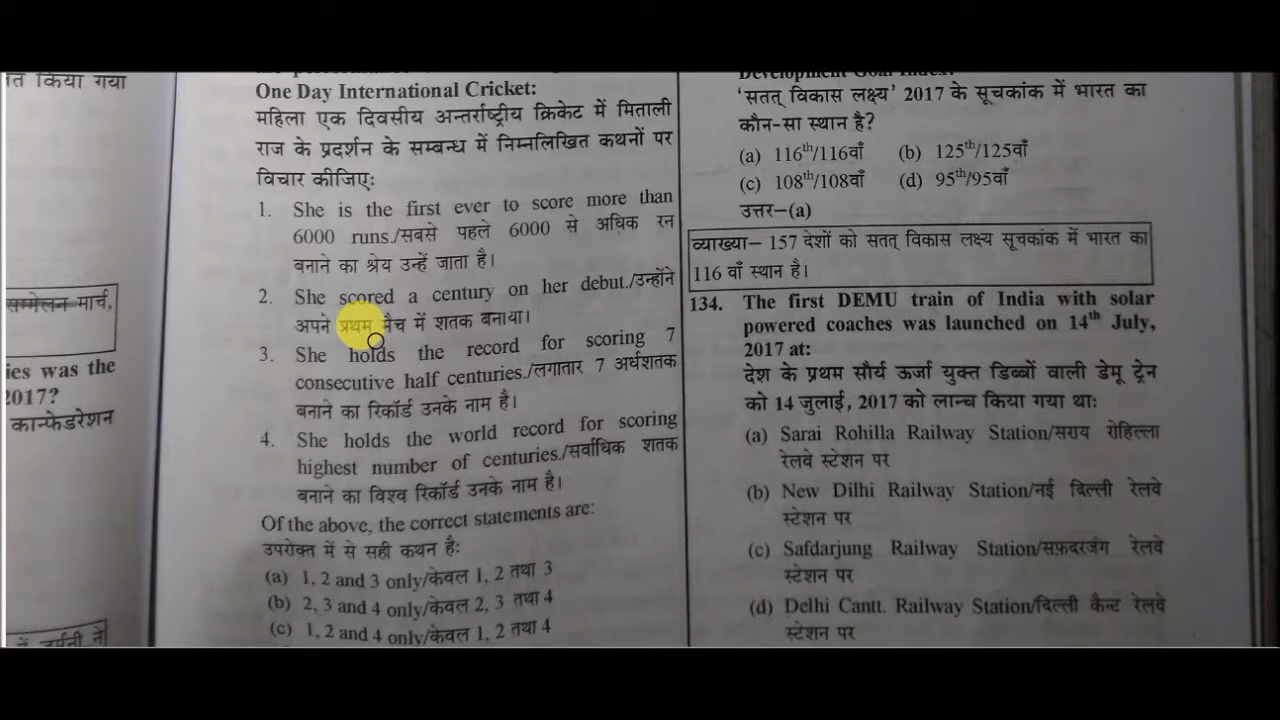 तत किया गया
सम्मेलन मार्च,
ies was the
2017?
कान्फेडरेशन
One Day International Cricket:
महिला एक दिवसीय अन्तर्राष्ट्रीय क्रिकेट में मिताली
राज के प्रदर्शन के सम्बन्ध में निम्नलिखित कथनों पर
विचार कीजिएः
1. She is the first ever to score more than
6000 runs./सबसे पहले 6000 से अधिक रन
बनाने का श्रेय उन्हें जाता है।
2. She scored a century on her debut./उन्होंने
अपने प्रथम मैच में शतक बनाया।
3. She holds the record for scoring 7
consecutive half centuries./लगातार 7 अर्धशतक
बनाने का रिकॉर्ड उनके नाम है।
4. She holds the world record for scoring
highest number of centuries./सर्वाधिक शतक
बनाने का विश्व रिकॉर्ड उनके नाम है।
Of the above, the correct statements are:
उपरोक्त में से सही कथन हैः
(a) 1, 2 and 3 only/केवल 1, 2 तथा 3
(b) 2, 3 and 4 only/केवल 2, 3 तथा 4
(c) 1, 2 and 4 only/केवल 1, 2 तथा 4
Development Goal Index?
'सतत् विकास लक्ष्य' 2017 के सूचकांक में भारत का
कौन-सा स्थान है?
(a) 116th/116वाँ (b) 125th/125वाँ
(c) 108th/108वाँ (d) 95th/95वाँ
उत्तर–(a)
व्याख्या– 157 देशों को सतत् विकास लक्ष्य सूचकांक में भारत का
116 वाँ स्थान है।
134. The first DEMU train of India with solar
powered coaches was launched on 14th July,
2017 at:
देश के प्रथम सौर्य ऊर्जा युक्त डिब्बों वाली डेमू ट्रेन
को 14 जुलाई, 2017 को लान्च किया गया थाः
(a) Sarai Rohilla Railway Station/सराय रोहिल्ला
रेलवे स्टेशन पर
(b) New Dilhi Railway Station/नई दिल्ली रेलवे
स्टेशन पर
(c) Safdarjung Railway Station/सफ़दरजंग रेलवे
स्टेशन पर
(d) Delhi Cantt. Railway Station/दिल्ली कैन्ट रेलवे
स्टेशन पर